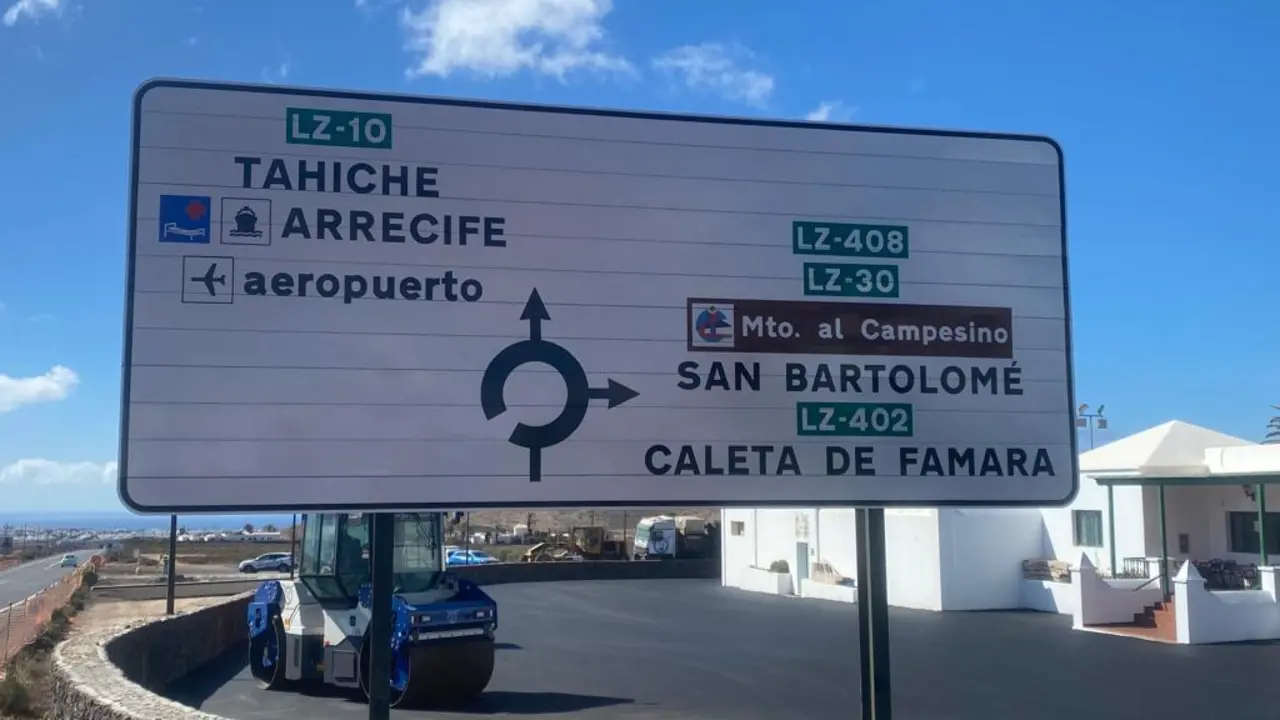 LZ-10
TAHICHE
ARRECIFE
aeropuerto
LZ-408
LZ-30
Mto. al Campesino
SAN BARTOLOMÉ
LZ-402
CALETA DE FAMARA